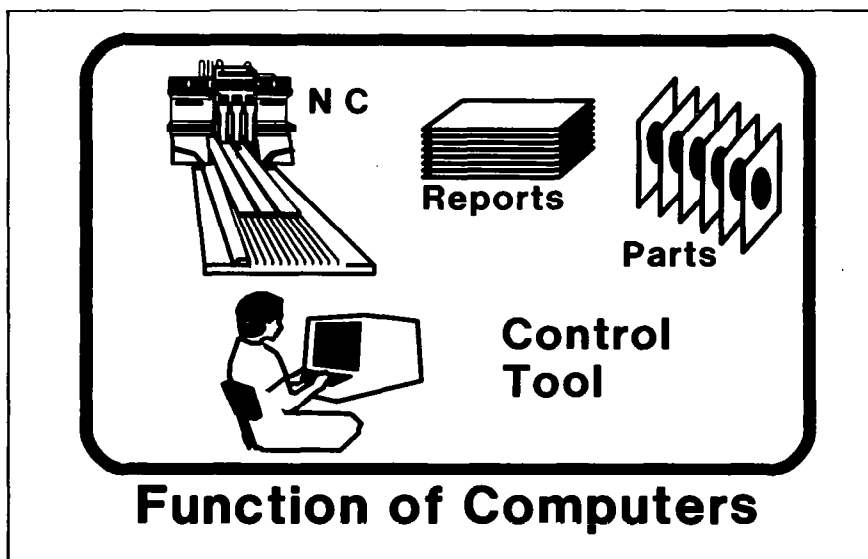 N C
Reports
Parts
Control
Tool
Function of Computers